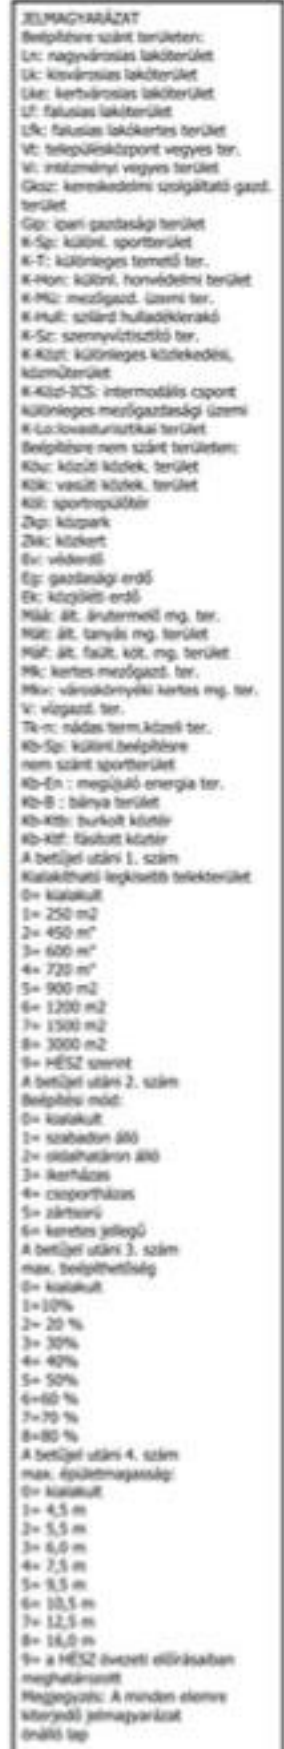 JELMAGYARÁZAT
Beépítésre szánt területen:
Ln: nagyvárosias lakóterület
Lk: kisvárosias lakóterület
Lke: kertvárosias lakóterület
Lf: falusias lakóterület
Lfk: falusias lakókertes terület
Vt: településközpont vegyes ter.
Vi: intézményi vegyes terület
Gksz: kereskedelmi szolgáltató gazd.
terület
Gip: ipari gazdasági terület
K-Sp: különl. sportterület
K-T: különleges temető ter.
K-Hon: különl. honvédelmi terület
K-Mü: mezőgazd. üzemi ter.
K-Hull: szilárd hulladéklerakó
K-Sz: szennyvíztisztító ter.
K-Közl: különleges közlekedési,
közműterület
K-Közl-ICS: intermodális cspont
különleges mezőgazdasági üzemi
K-Lo:lovasturisztikai terület
Beépítésre nem szánt területen:
Köu: közúti közlek. terület
Kök: vasúti közlek. terület
Köl: sportrepülőtér
Zkp: közpark
Zkk: közkert
Ev: véderdő
Eg: gazdasági erdő
Ek: közjóléti erdő
Máá: ált. árutermelő mg. ter.
Mát: ált. tanyás mg. terület
Máf: ált. faült. köt. mg. terület
Mk: kertes mezőgazd. ter.
Mkv: városkörnyéki kertes mg. ter.
V: vízgazd. ter.
Tk-n: nádas term.közeli ter.
Kb-Sp: különl.beépítésre
nem szánt sportterület
Kb-En : megújuló energia ter.
Kb-B : bánya terület
Kb-Ktb: burkolt köztér
Kb-Ktf: fásított köztér
A betűjel utáni 1. szám
Kialakítható legkisebb telekterület
0= kialakult
1= 250 m2
2= 450 m"
3= 600 m"
4= 720 m"
5= 900 m2
6= 1200 m2
7= 1500 m2
8= 3000 m2
9= HÉSZ szerint
A betűjel utáni 2. szám
Beépítési mód:
0= kialakult
1= szabadon álló
2= oldalhatáron álló
3= ikerházas
4= csoportházas
5= zártsorú
6= keretes jellegű
A betűjel utáni 3. szám
max. beépíthetőség
0= kialakult
1=10%
2= 20 %
3= 30%
4= 40%
5= 50%
6=60 %
7=70 %
8=80 %
A betűjel utáni 4. szám
max. épületmagasság:
0= kialakult
1= 4,5 m
2= 5,5 m
3= 6,0 m
4= 7,5 m
5= 9,5 m
6= 10,5 m
7= 12,5 m
8= 16,0 m
9= a HÉSZ övezeti előírásaiban
meghatározott
Megjegyzés: A minden elemre
kiterjedő jelmagyarázat
önálló lap